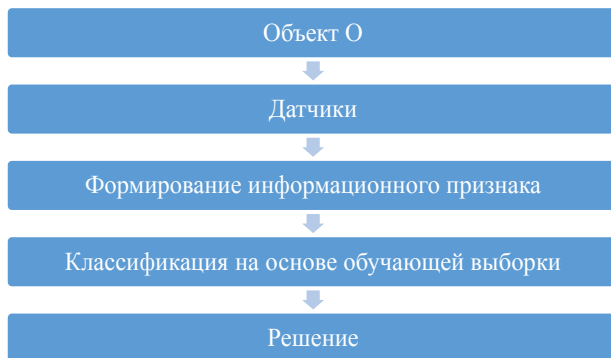 Объект О
Датчики
Формирование информационного признака
Классификация на основе обучающей выборки
Решение